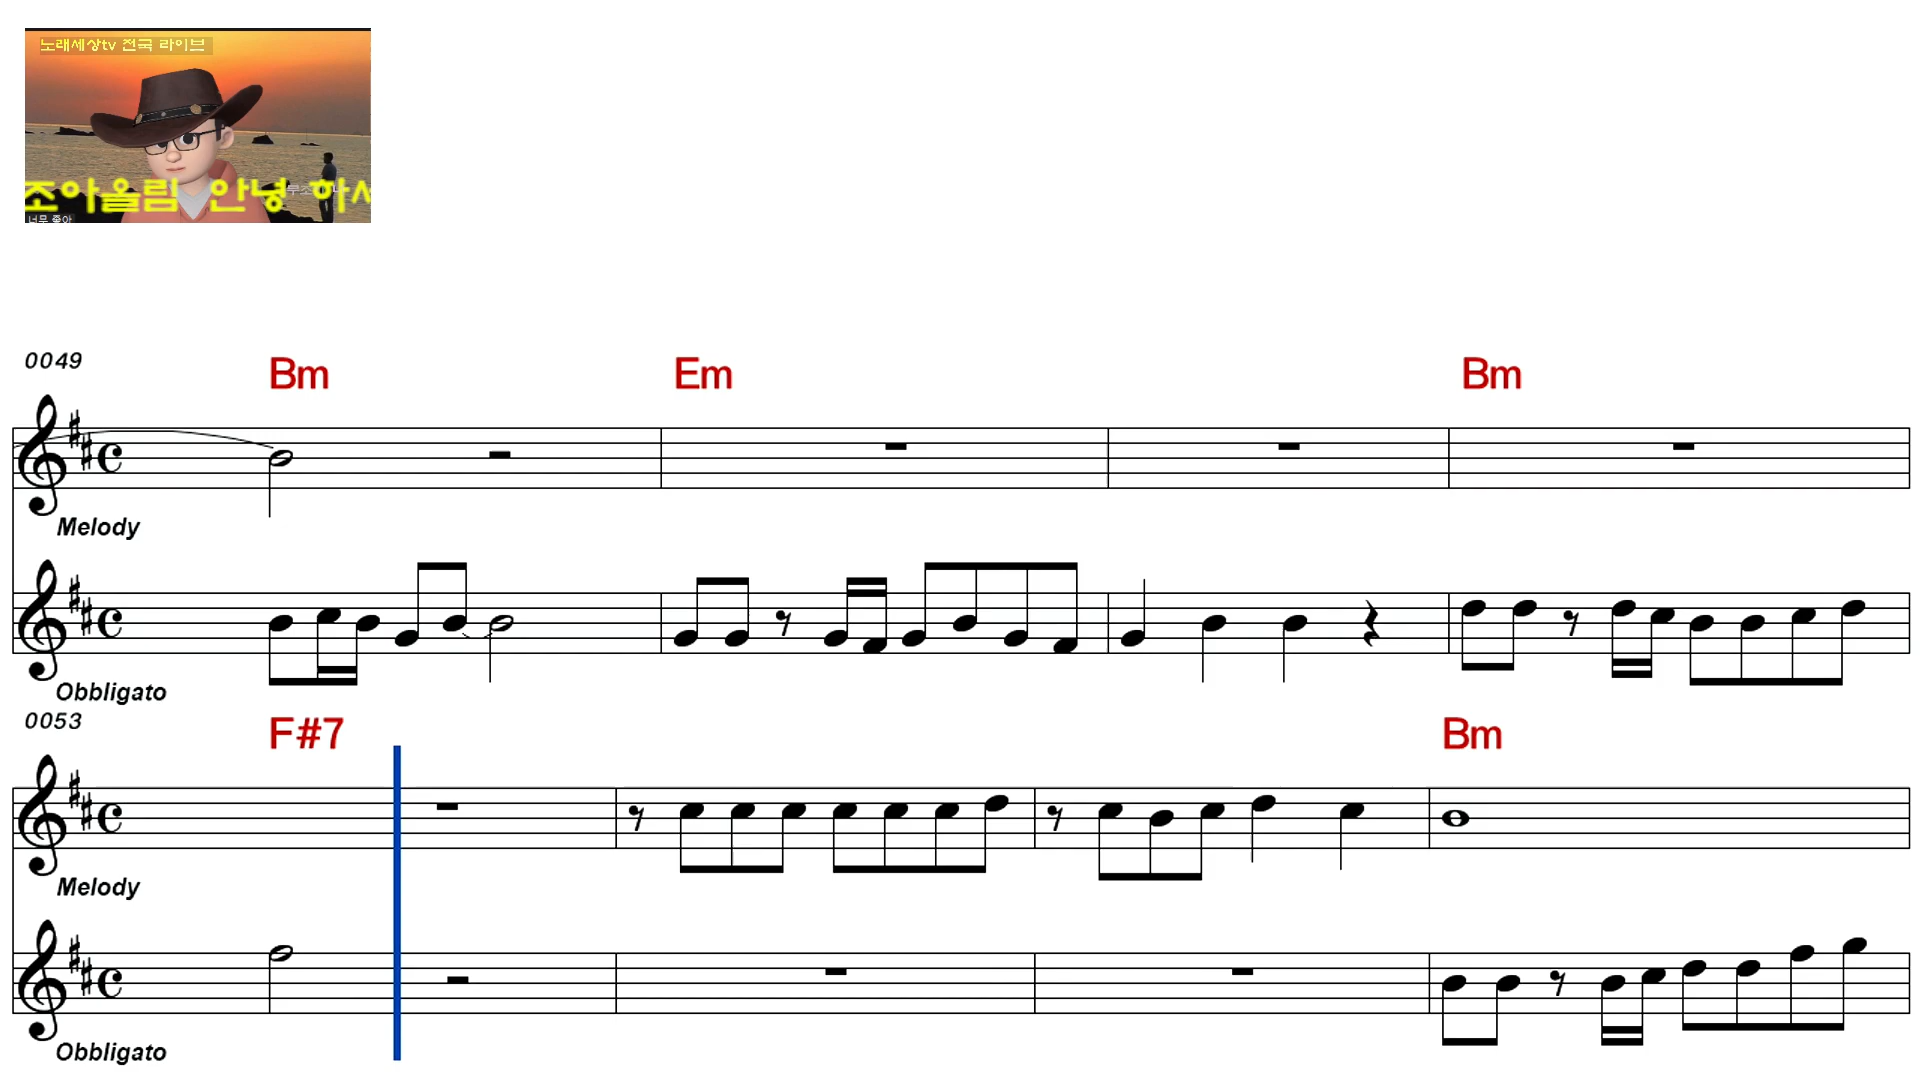 노래세상tv 전국 라이브
조아올림 안녕 하세
너무 좋아
0049
Bm Em Bm
Melody
Obbligato
0053
F#7 Bm
Melody
Obbligato